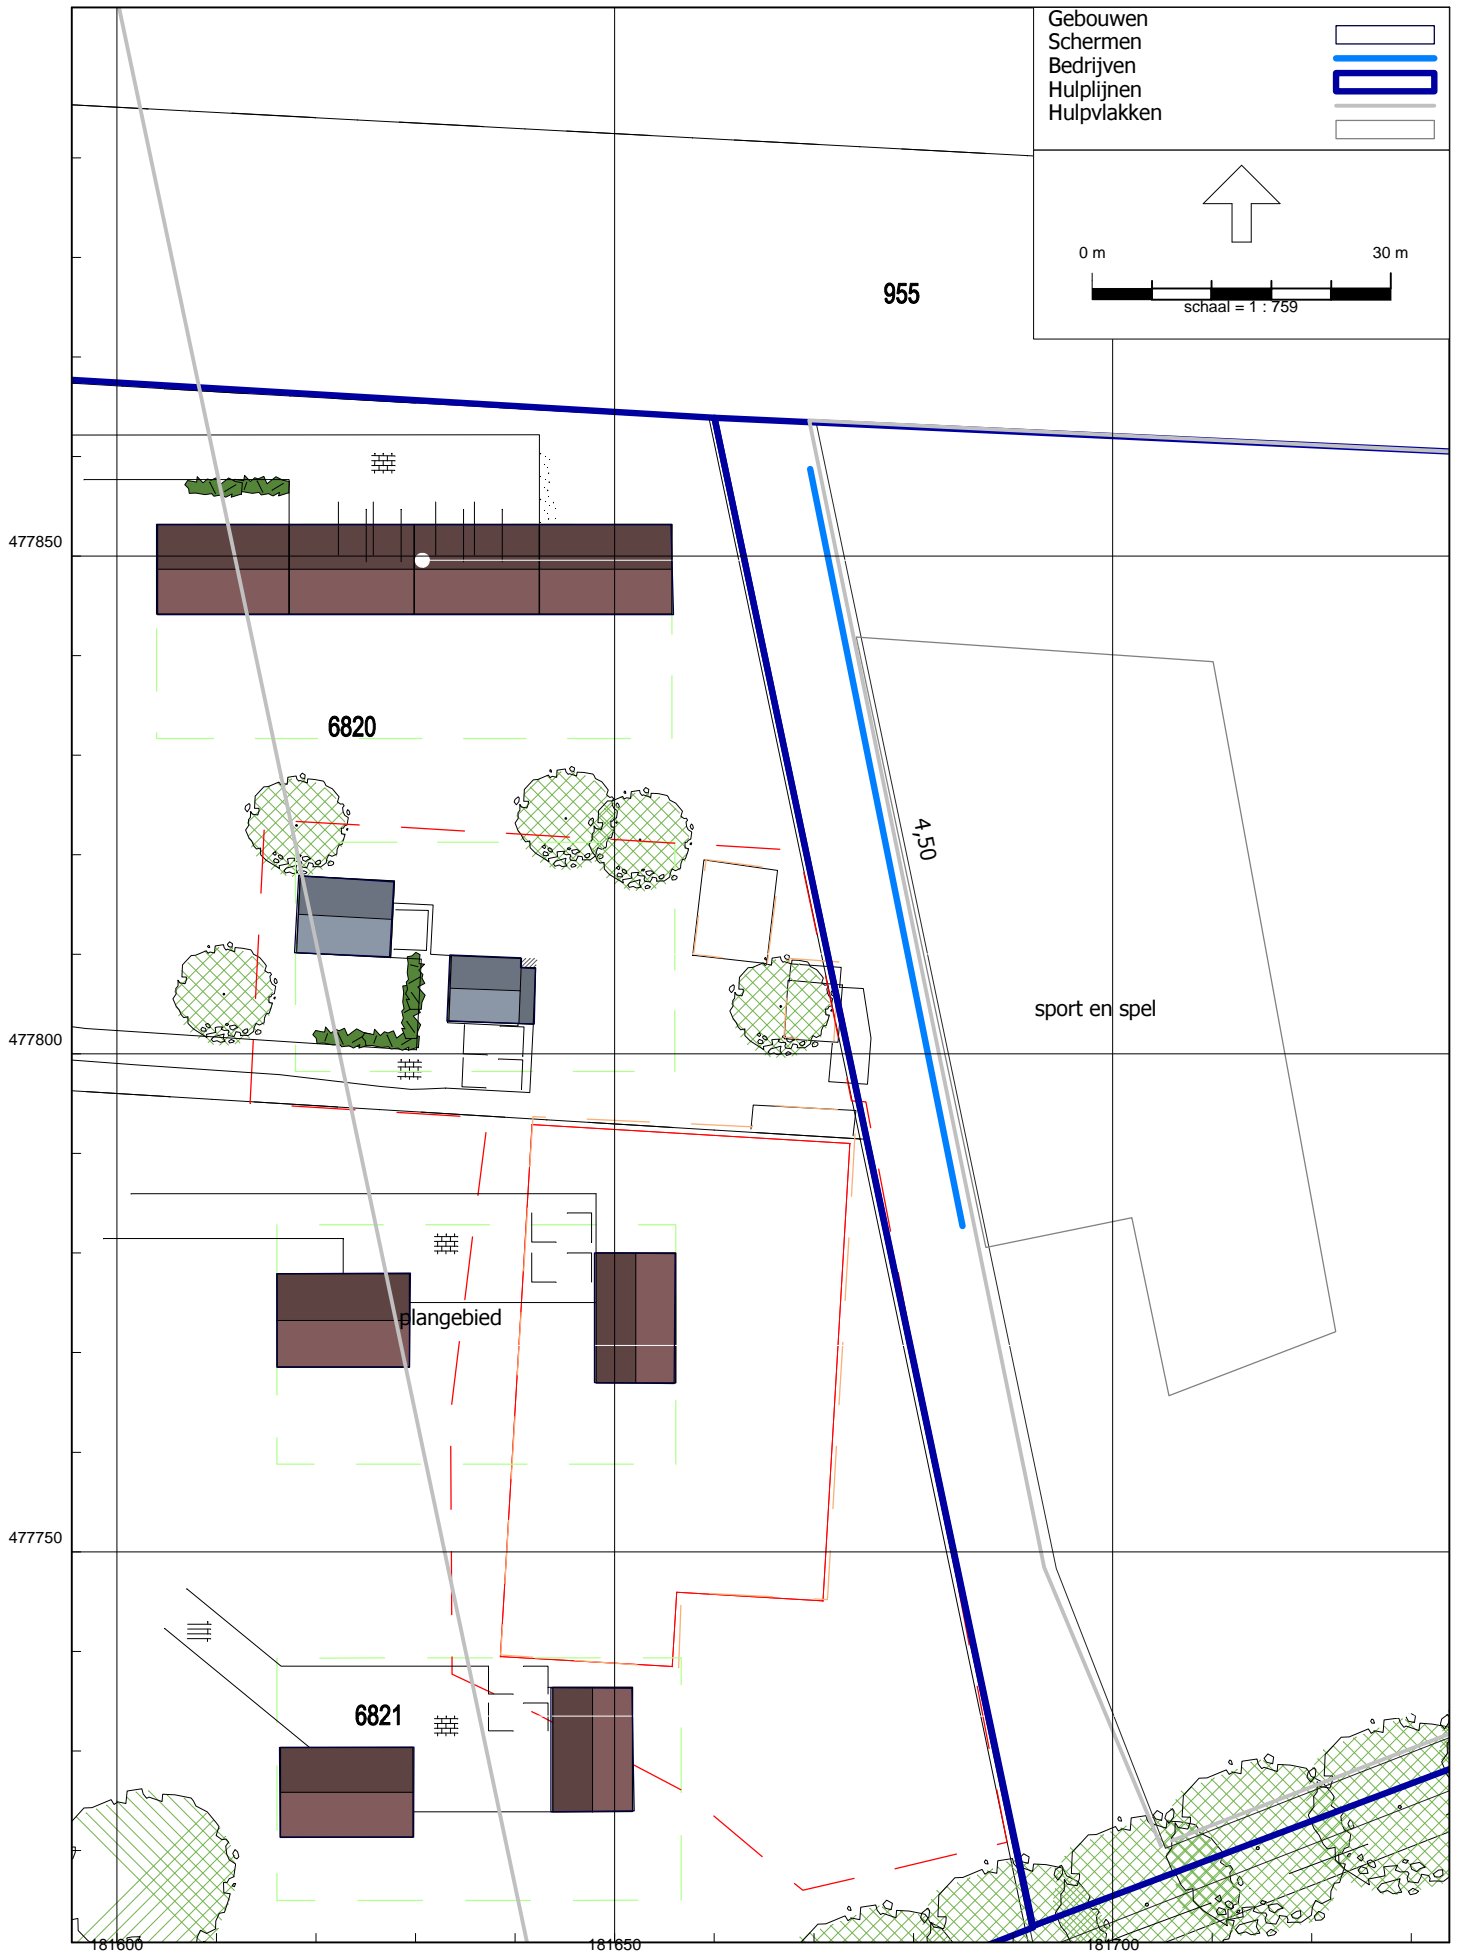 Gebouwen
Schermen
Bedrijven
Hulplijnen
Hulpvlakken
0 m
30 m
schaal = 1 : 759
955
477850
6820
4,50
sport en spel
477800
plangebied
477750
6821
181600
181650
181700